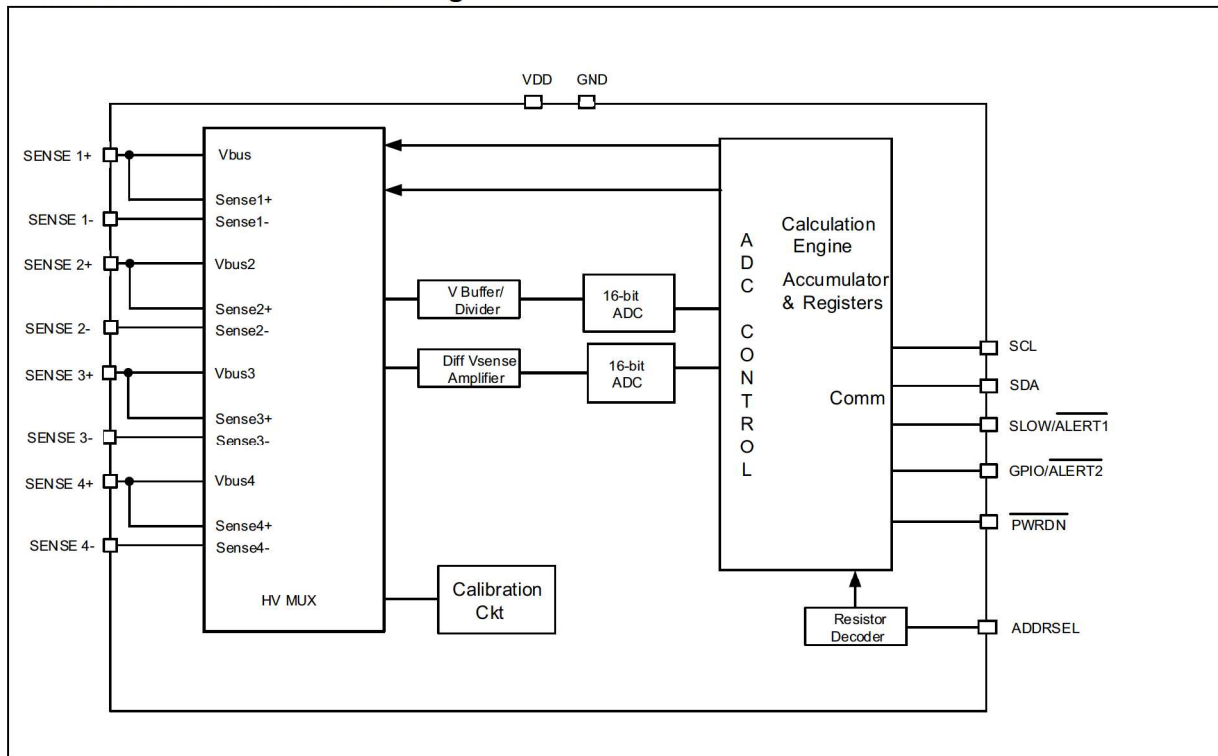 VDD GND
SENSE 1+
SENSE 1-
SENSE 2+
SENSE 2-
SENSE 3+
SENSE 3-
SENSE 4+
SENSE 4-
Vbus
Sense1+
Sense1-
Vbus2
Sense2+
Sense2-
Vbus3
Sense3+
Sense3-
Vbus4
Sense4+
Sense4-
HV MUX
V Buffer/
Divider
16-bit
ADC
Diff Vsense
Amplifier
16-bit
ADC
Calibration
Ckt
ADC CONTROL
Calculation
Engine
Accumulator
& Registers
Comm
Resistor
Decoder
SCL
SDA
SLOW/ALERT1
GPIO/ALERT2
PWRDN
ADDRSEL